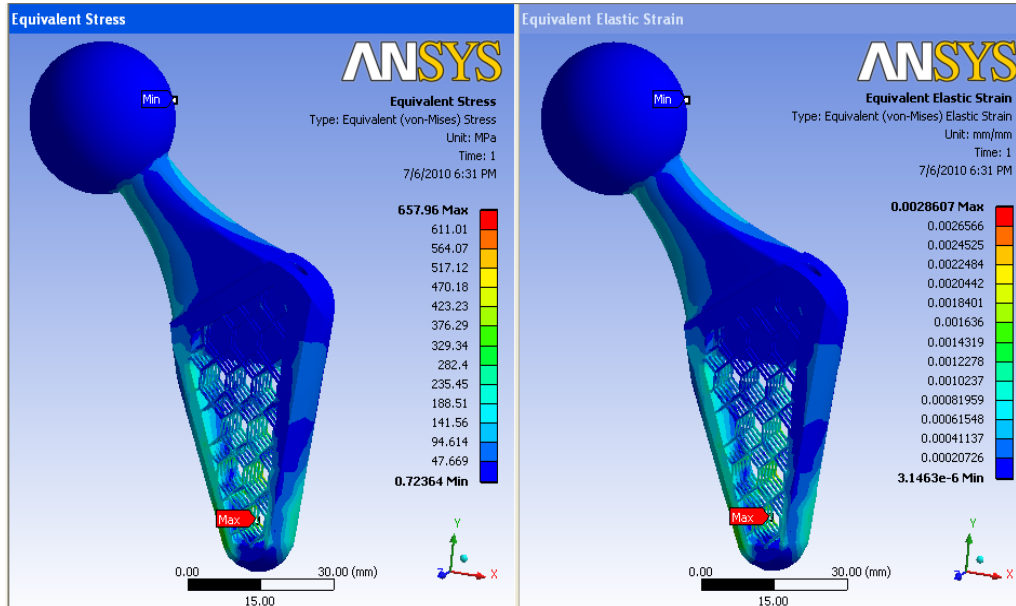 Equivalent Stress
ANSYS
Equivalent Stress
Type: Equivalent (von-Mises) Stress
Unit: MPa
Time: 1
7/6/2010 6:31 PM
657.96 Max
611.01
564.07
517.12
470.18
423.23
376.29
329.34
282.4
235.45
188.51
141.56
94.614
47.669
0.72364 Min
Min
Max
0.00
30.00 (mm)
15.00
Y
Z
X
Equivalent Elastic Strain
ANSYS
Equivalent Elastic Strain
Type: Equivalent (von-Mises) Elastic Strain
Unit: mm/mm
Time: 1
7/6/2010 6:31 PM
0.0028607 Max
0.0026566
0.0024525
0.0022484
0.0020442
0.0018401
0.001636
0.0014319
0.0012278
0.0010237
0.00081959
0.00061548
0.00041137
0.00020726
3.1463e-6 Min
Min
Max
0.00
30.00 (mm)
15.00
Y
Z
X